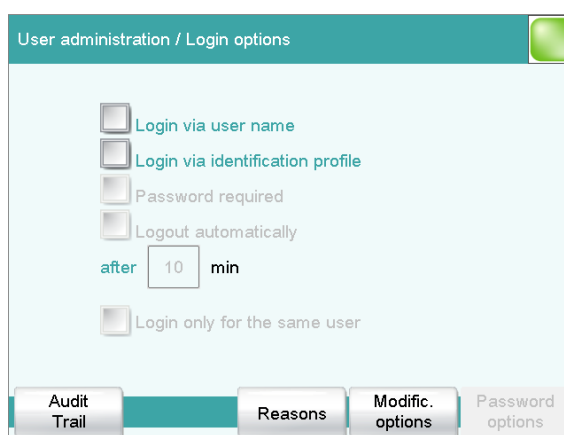 User administration / Login options
Login via user name
Login via identification profile
Password required
Logout automatically
after 10 min
Login only for the same user
Audit Reasons Modific. Password
Trail options options